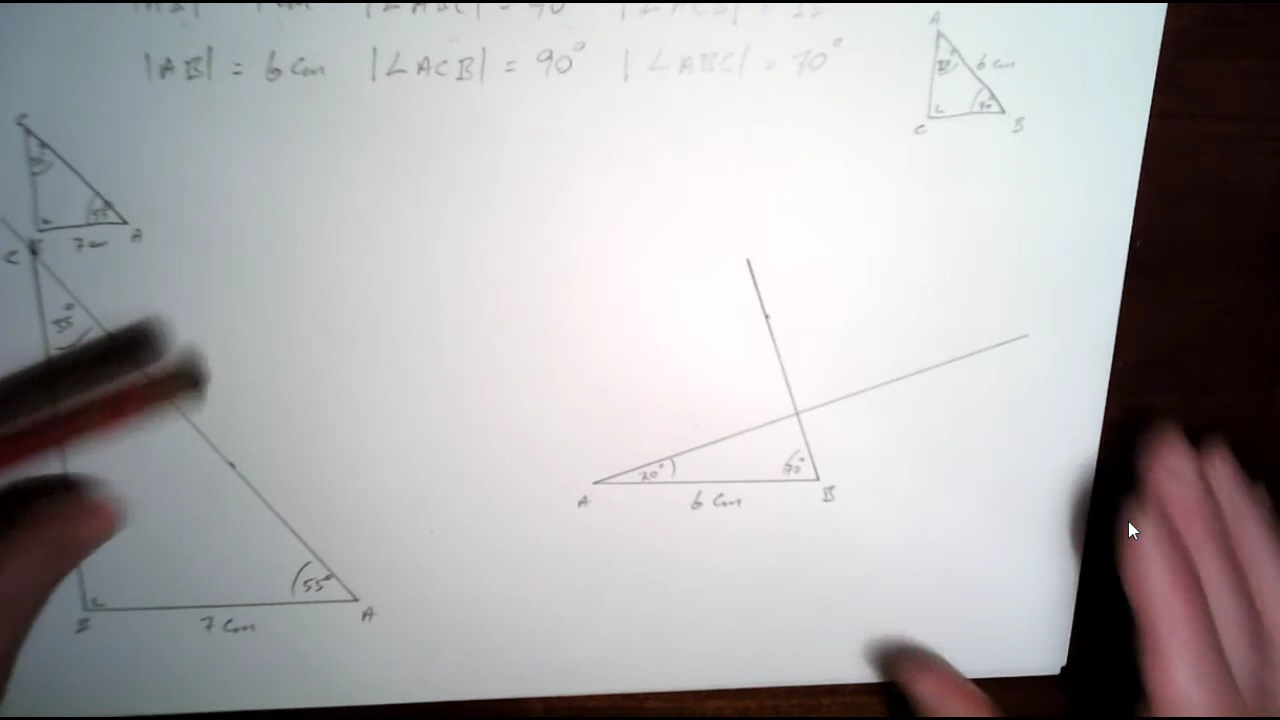 |AB| = 6 cm |∠ACB| = 90° |∠ABC| = 70°
A
6 cm
C
B
C
55°
7 cm
A
C
35°
55°
B
7 cm
A
20°
70°
A
6 cm
B